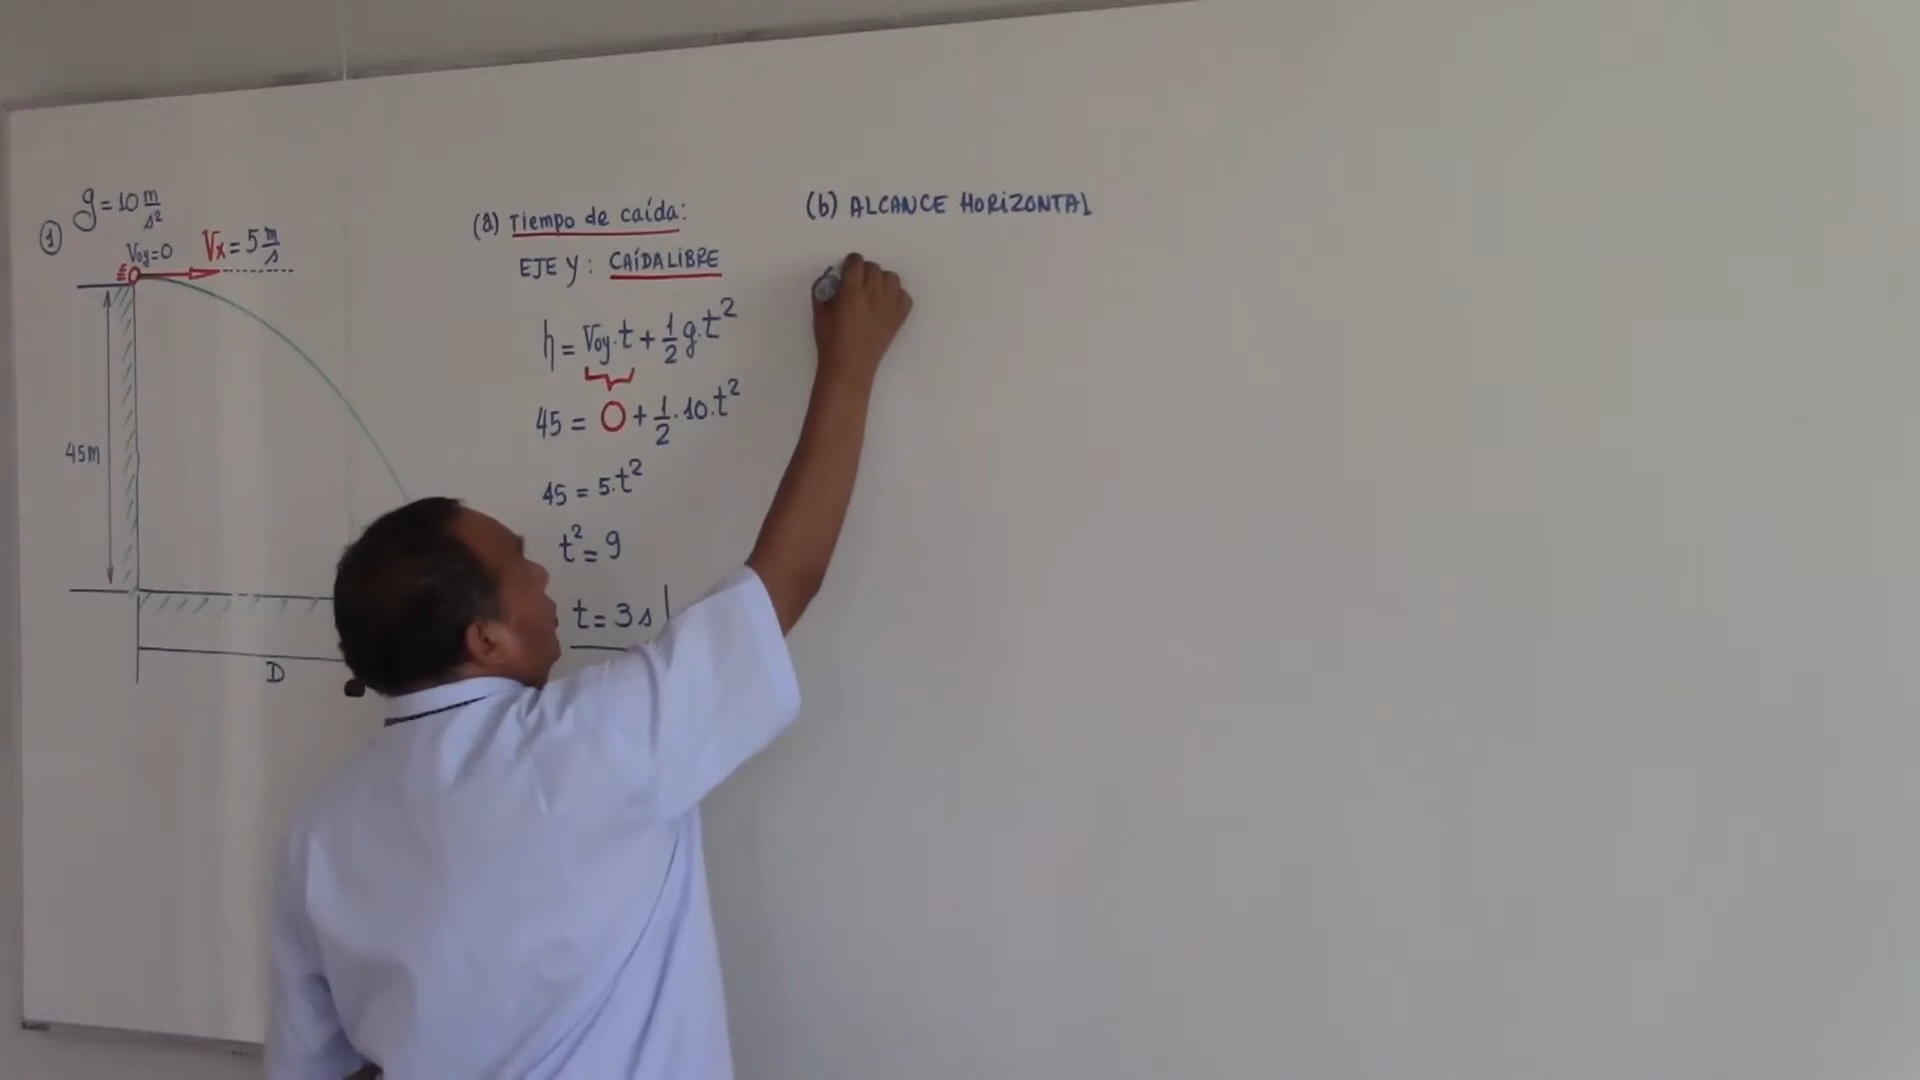 ① g = 10 m/s²
Voy=0 Vx = 5 m/s
45m
D
(a) Tiempo de caída:
EJE Y: CAÍDA LIBRE
h = Voy.t + 1/2 g.t²
45 = 0 + 1/2 . 10.t²
45 = 5.t²
t² = 9
t = 3 s
(b) ALCANCE HORIZONTAL